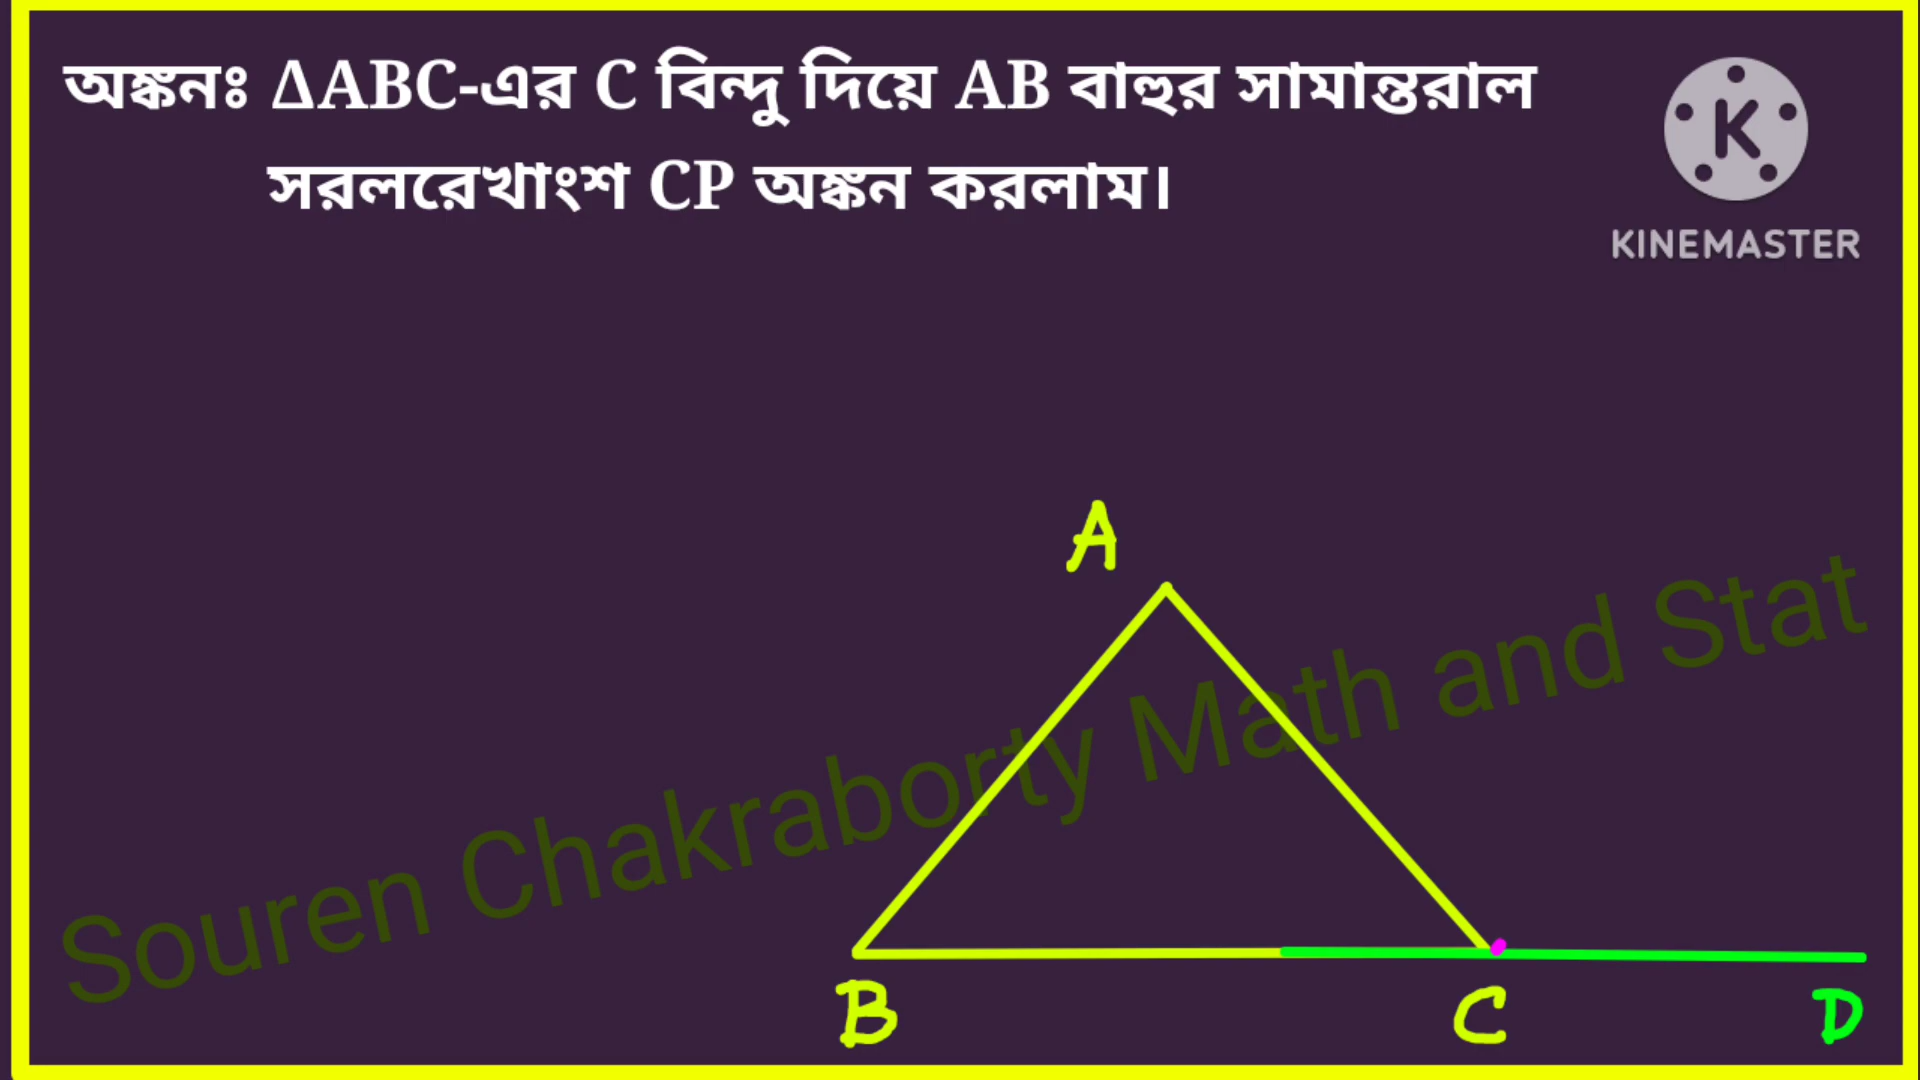 অঙ্কনঃ ΔABC-এর C বিন্দু দিয়ে AB বাহুর সামান্তরাল
সরলরেখাংশ CP অঙ্কন করলাম।
K
KINEMASTER
A
Souren Chakraborty Math and Stat
B C D